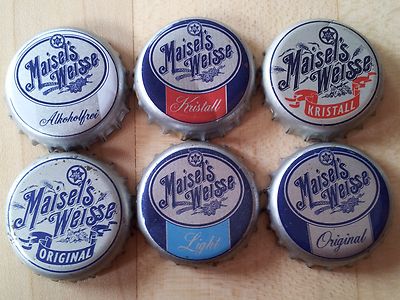 Maisel's
Weisse
Alkoholfrei
Maisel's
Weisse
Kristall
Maisel's
Weisse
KRISTALL
Maisel's
Weisse
ORIGINAL
Maisel's
Weisse
Light
Maisel's
Weisse
Original